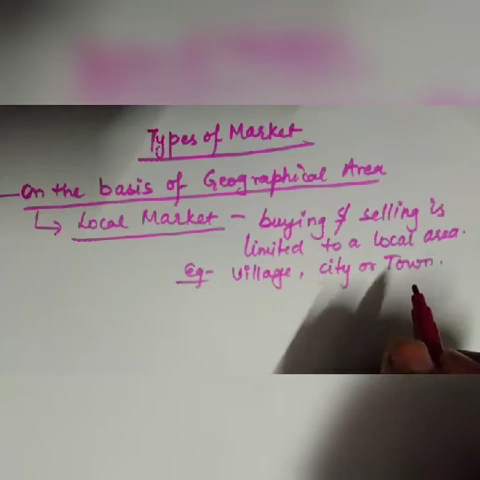 Types of Market
On the basis of Geographical Area
↳ Local Market - buying & selling is
limited to a local area.
Eg- village, city or Town.